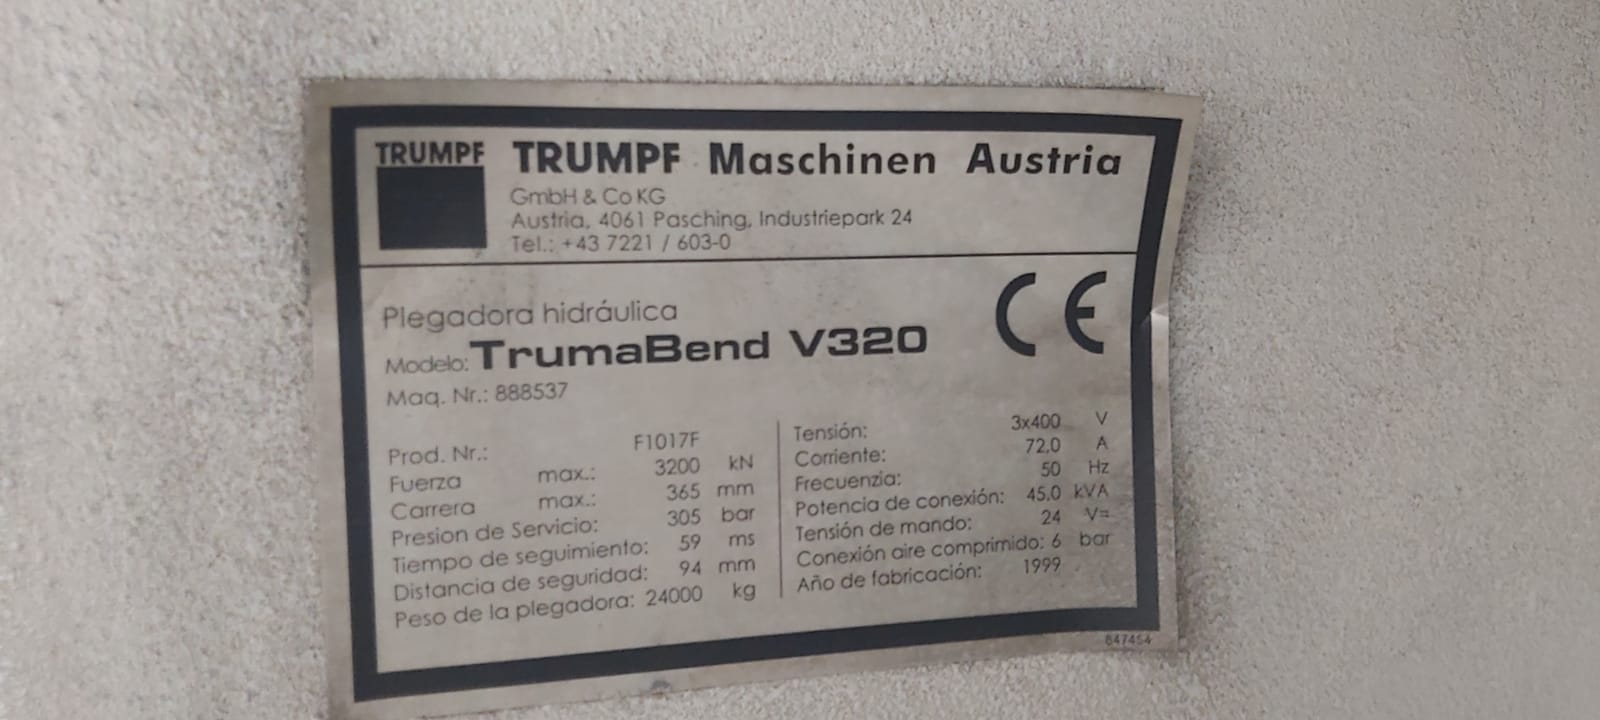 TRUMPF
TRUMPF Maschinen Austria
GmbH & Co KG
Austria, 4061 Pasching, Industriepark 24
Tel.: +43 7221 / 603-0
CE
Plegadora hidráulica
Modelo: TrumaBend V320
Maq. Nr.: 888537
Prod. Nr.: F1017F
Fuerza max.: 3200 kN
Carrera max.: 365 mm
Presion de Servicio: 305 bar
Tiempo de seguimiento: 59 ms
Distancia de seguridad: 94 mm
Peso de la plegadora: 24000 kg
Tensión: 3x400 V
Corriente: 72,0 A
Frecuenzia: 50 Hz
Potencia de conexión: 45,0 kVA
Tensión de mando: 24 V=
Conexión aire comprimido: 6 bar
Año de fabricación: 1999
847454